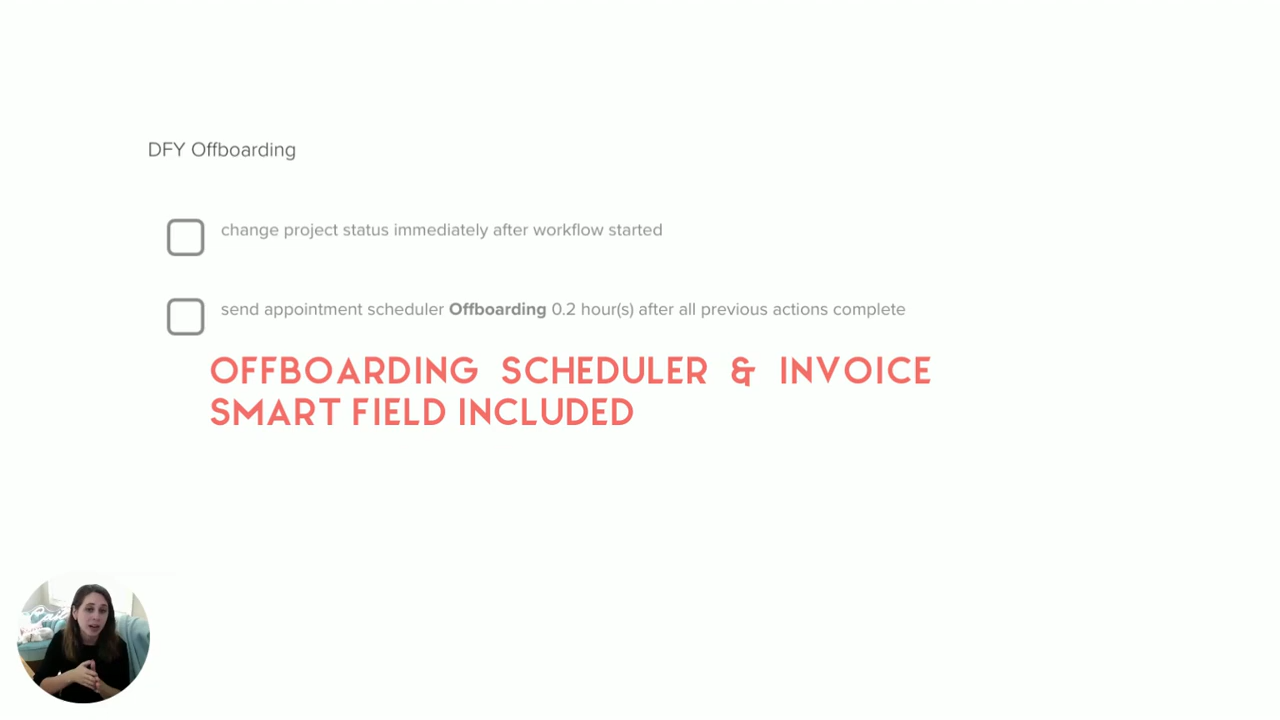 DFY Offboarding
change project status immediately after workflow started
send appointment scheduler Offboarding 0.2 hour(s) after all previous actions complete
OFFBOARDING SCHEDULER & INVOICE
SMART FIELD INCLUDED